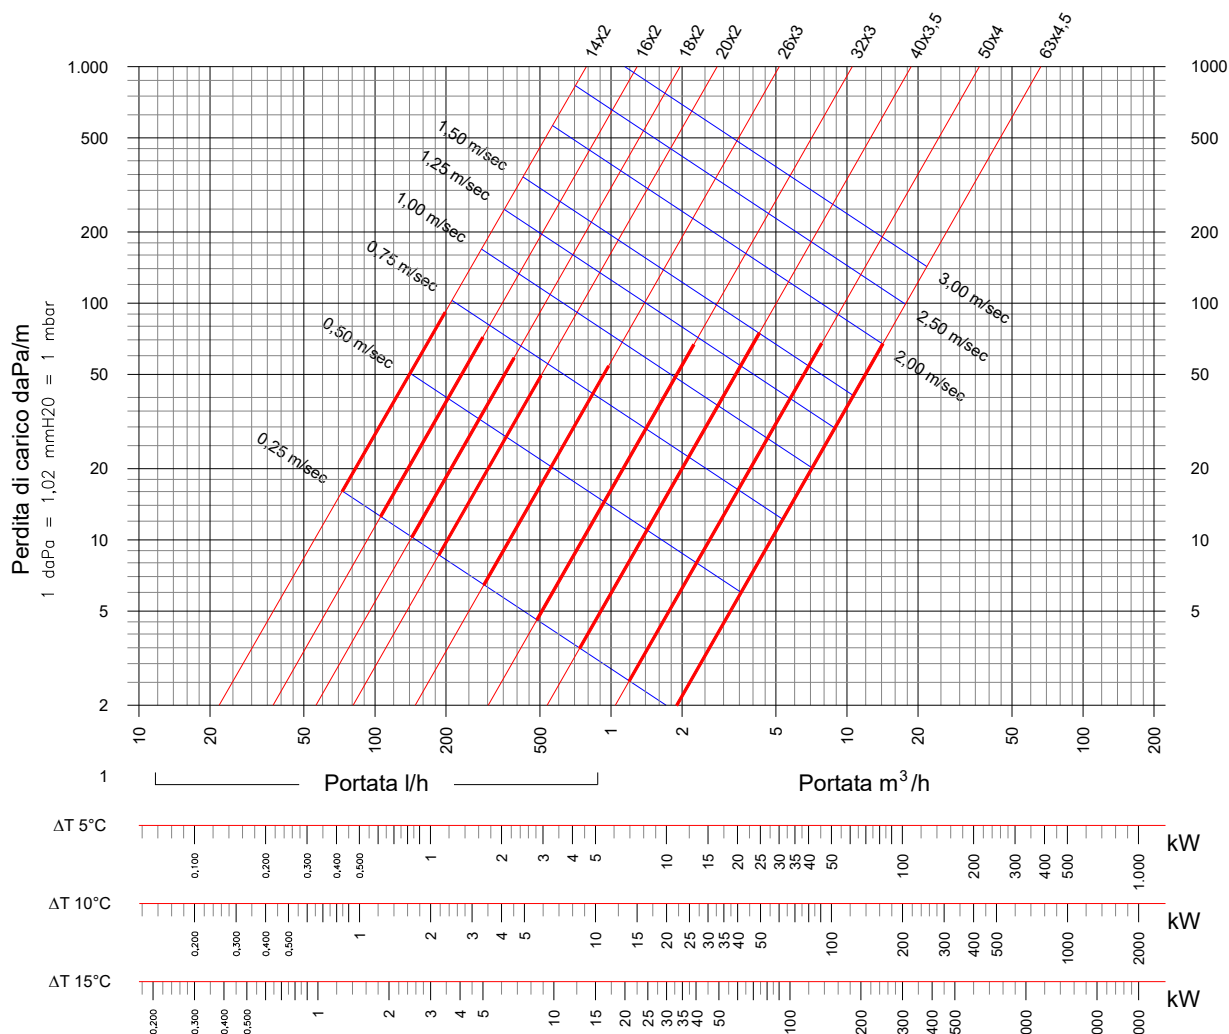 14x2 16x2 18x2 20x2 26x3 32x3 40x3,5 50x4 63x4,5
1.000 1000
500 500
200 200
100 100
50 50
20 20
10 10
5 5
2
1
Perdita di carico daPa/m
1 daPa = 1,02 mmH2O = 1 mbar
1,50 m/sec
1,25 m/sec
1,00 m/sec
0,75 m/sec
0,50 m/sec
0,25 m/sec
3,00 m/sec
2,50 m/sec
2,00 m/sec
10 20 50 100 200 500 1 2 5 10 20 50 100 200
Portata l/h Portata m³/h
ΔT 5°C
0,100 0,200 0,300 0,400 0,500 1 2 3 4 5 10 15 20 25 30 35 40 50 100 200 300 400 500 1.000 kW
ΔT 10°C
0,200 0,300 0,400 0,500 1 2 3 4 5 10 15 20 25 30 35 40 50 100 200 300 400 500 1000 2000 kW
ΔT 15°C
0,200 0,300 0,400 0,500 1 2 3 4 5 10 15 20 25 30 35 40 50 100 200 300 400 500 kW